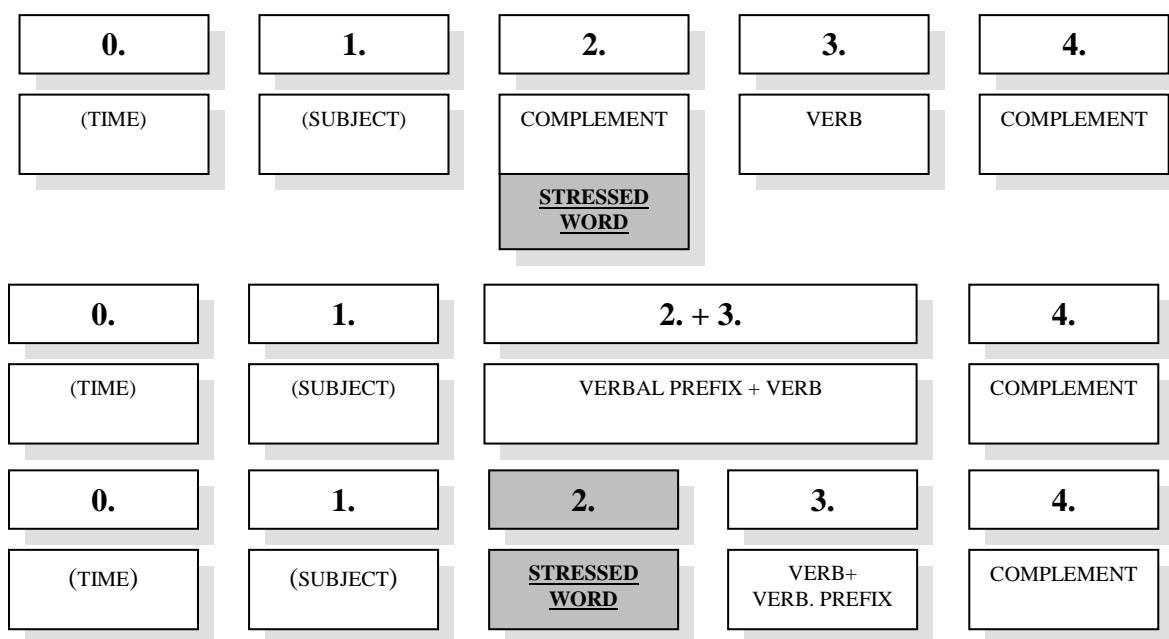 0. 1. 2. 3. 4.
(TIME) (SUBJECT) COMPLEMENT VERB COMPLEMENT
STRESSED
WORD
0. 1. 2. + 3. 4.
(TIME) (SUBJECT) VERBAL PREFIX + VERB COMPLEMENT
0. 1. 2. 3. 4.
(TIME) (SUBJECT) STRESSED WORD VERB+ VERB. PREFIX COMPLEMENT